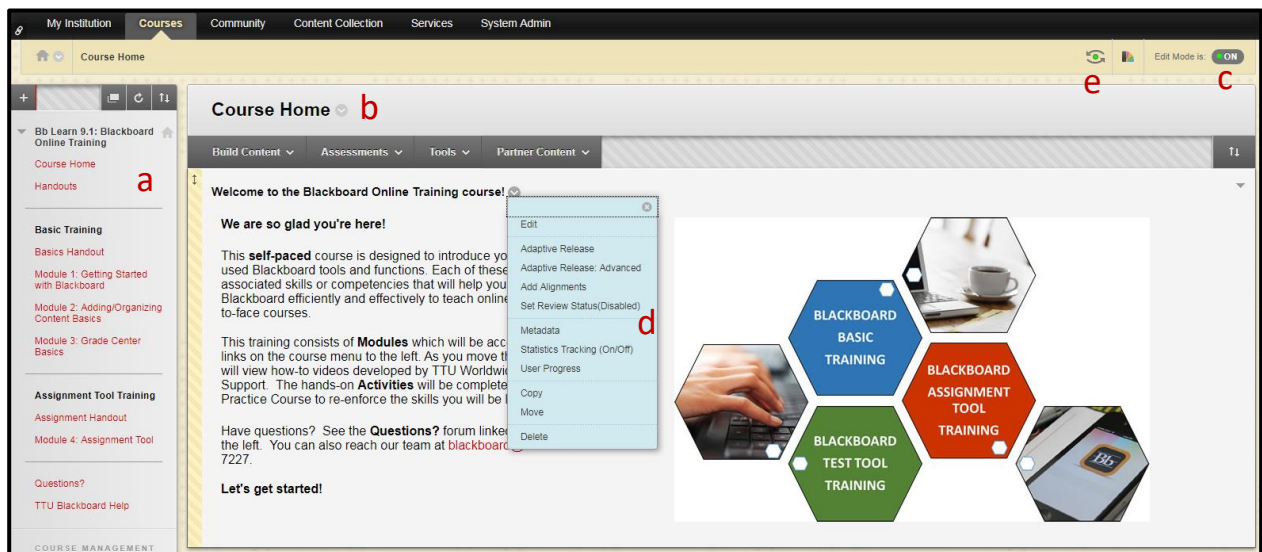 My Institution Courses Community Content Collection Services System Admin
Course Home
e
Edit Mode is: ON
c
Bb Learn 9.1: Blackboard
Online Training
Course Home
Handouts
a
Basic Training
Basics Handout
Module 1: Getting Started
with Blackboard
Module 2: Adding/Organizing
Content Basics
Module 3: Grade Center
Basics
Assignment Tool Training
Assignment Handout
Module 4: Assignment Tool
Questions?
TTU Blackboard Help
COURSE MANAGEMENT
Course Home b
Build Content Assessments Tools Partner Content
Welcome to the Blackboard Online Training course!
We are so glad you're here!
This self-paced course is designed to introduce yo
used Blackboard tools and functions. Each of these
associated skills or competencies that will help you
Blackboard efficiently and effectively to teach online
to-face courses.
This training consists of Modules which will be acc
links on the course menu to the left. As you move th
will view how-to videos developed by TTU Worldwi
Support. The hands-on Activities will be complete
Practice Course to re-enforce the skills you will be
Have questions? See the Questions? forum linke
the left. You can also reach our team at blackboard
7227.
Let's get started!
Edit
Adaptive Release
Adaptive Release: Advanced
Add Alignments
Set Review Status(Disabled)
d
Metadata
Statistics Tracking (On/Off)
User Progress
Copy
Move
Delete
BLACKBOARD
BASIC
TRAINING
BLACKBOARD
ASSIGNMENT
TOOL
TRAINING
BLACKBOARD
TEST TOOL
TRAINING
Bb